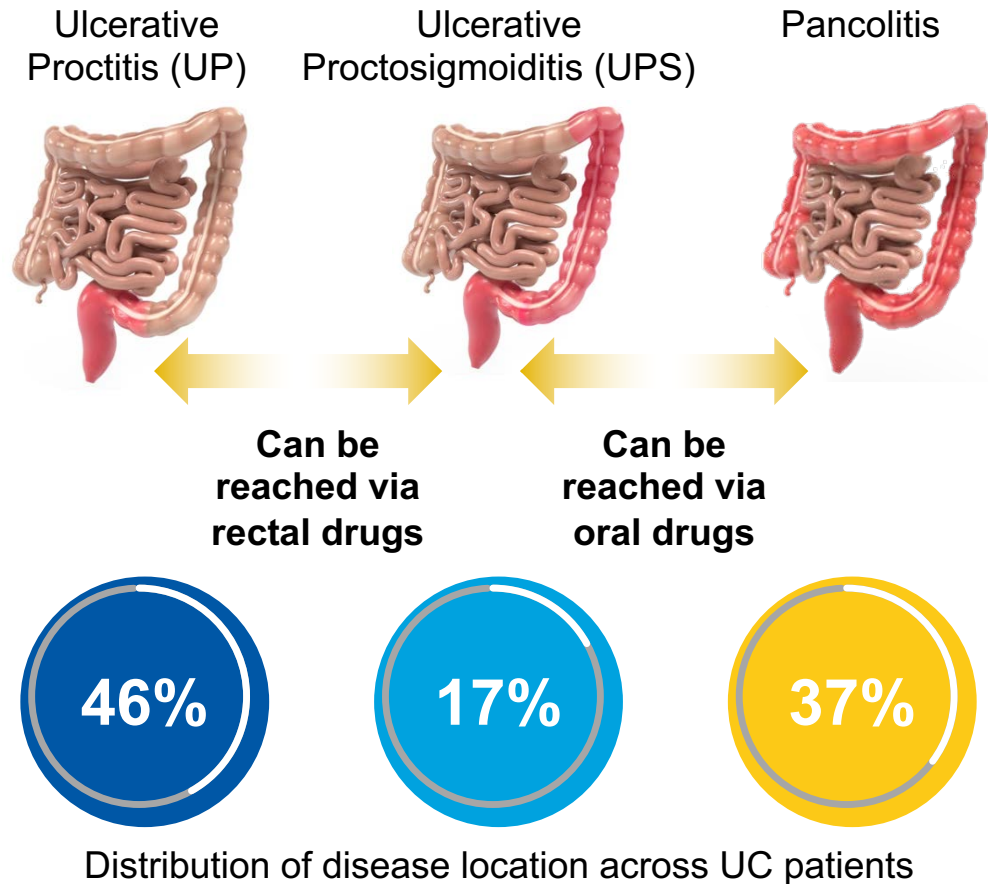 Ulcerative
Proctitis (UP)
Ulcerative
Proctosigmoiditis (UPS)
Pancolitis
Can be
reached via
rectal drugs
Can be
reached via
oral drugs
46%
17%
37%
Distribution of disease location across UC patients